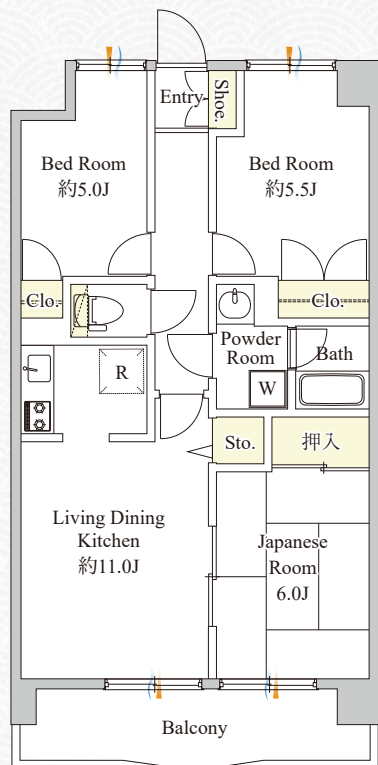 Entry
Shoe.
Bed Room
約5.0J
Bed Room
約5.5J
Clo.
Clo.
R
Powder
Room
Bath
W
Sto.
押入
Living Dining
Kitchen
約11.0J
Japanese
Room
6.0J
Balcony